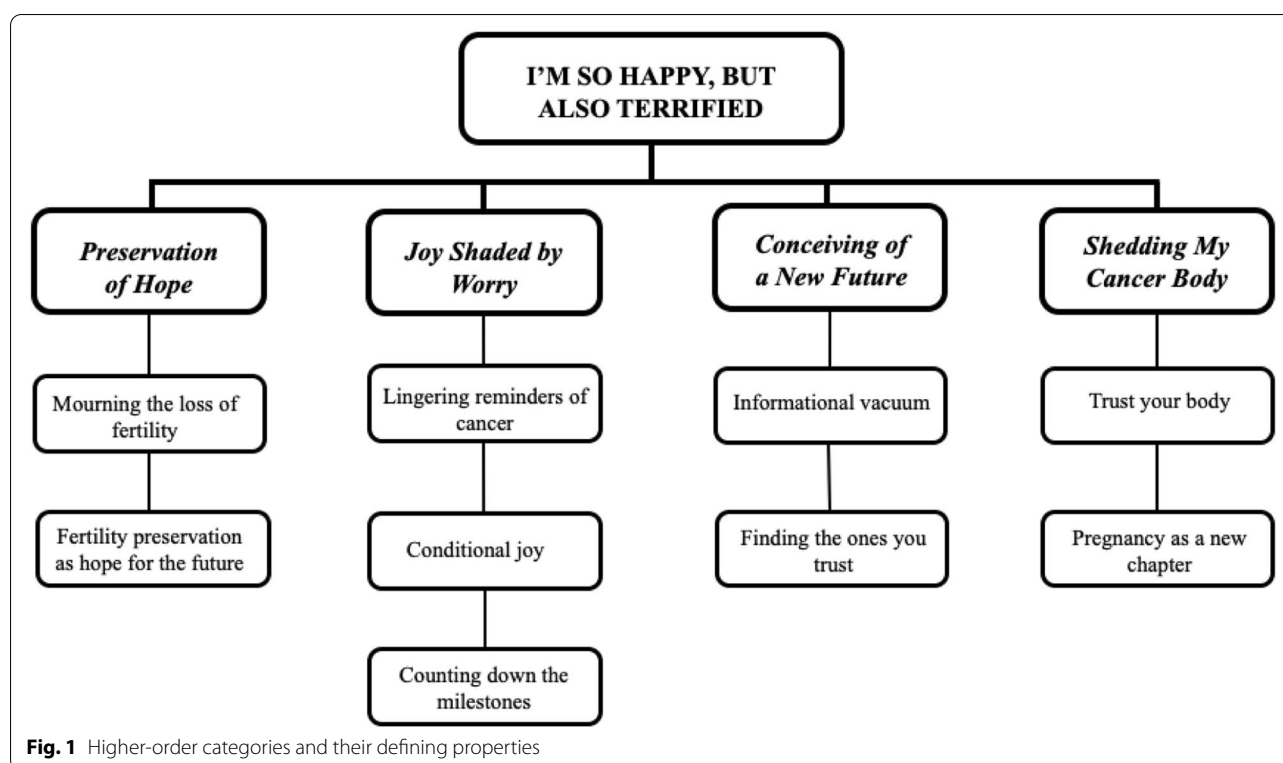 I'M SO HAPPY, BUT
ALSO TERRIFIED
Preservation
of Hope
Mourning the loss of
fertility
Fertility preservation
as hope for the future
Joy Shaded by
Worry
Lingering reminders of
cancer
Conditional joy
Counting down the
milestones
Conceiving of
a New Future
Informational vacuum
Finding the ones you
trust
Shedding My
Cancer Body
Trust your body
Pregnancy as a new
chapter
Fig. 1 Higher-order categories and their defining properties